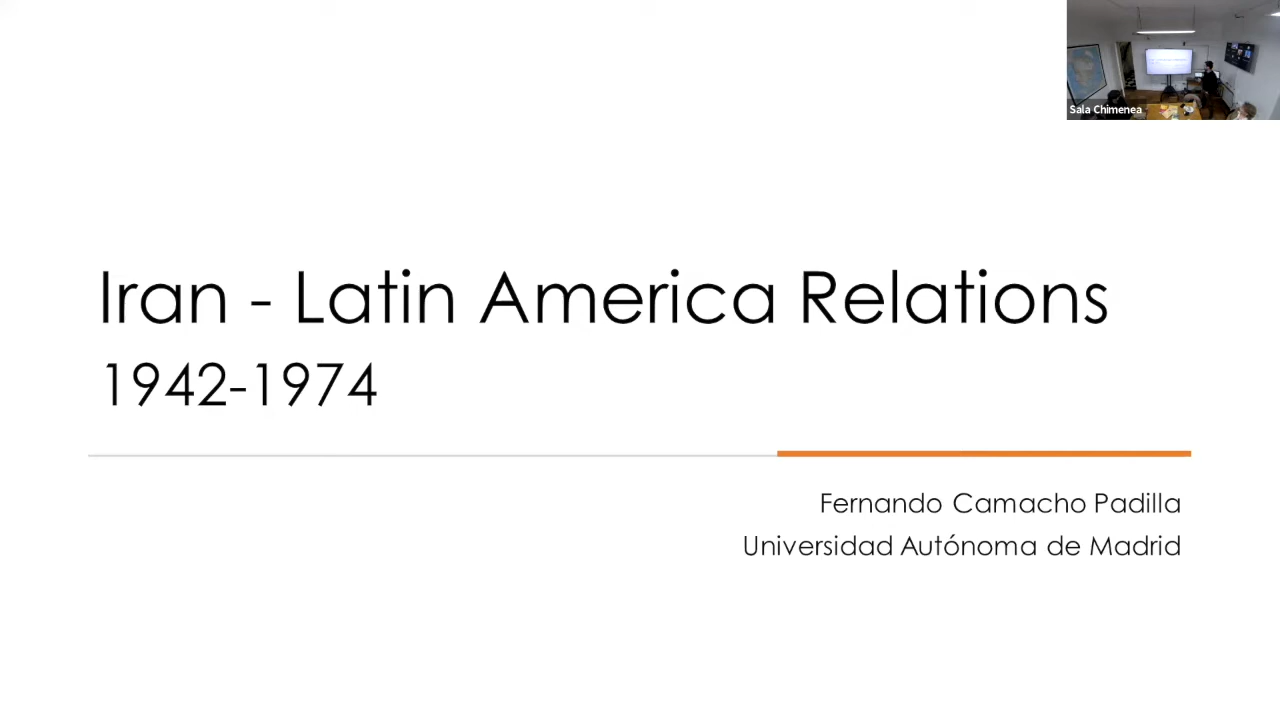 Sala Chimenea
Iran - Latin America Relations
1942-1974
Fernando Camacho Padilla
Universidad Autónoma de Madrid